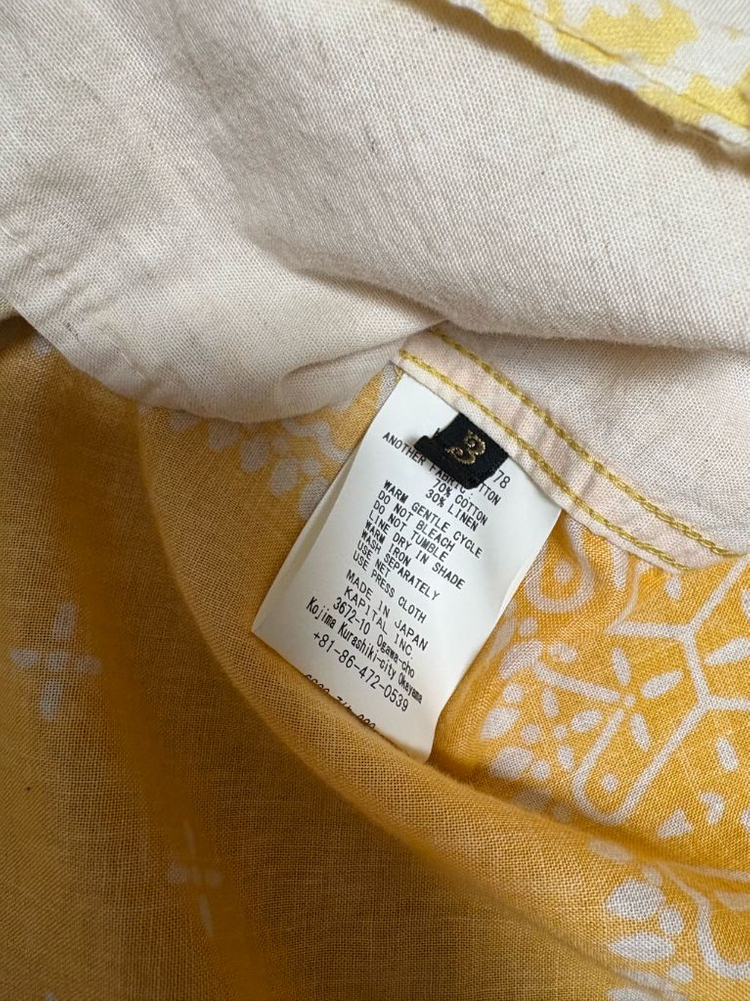 3
78
ANOTHER FABRIC:
70% COTTON
30% LINEN
WARM GENTLE CYCLE
DO NOT BLEACH
DO NOT TUMBLE
LINE DRY IN SHADE
WARM IRON
WASH SEPARATELY
USE NET
USE PRESS CLOTH
MADE IN JAPAN
KAPITAL INC.
3672-10 Ogawa-cho
Kojima Kurashiki-city Okayama
+81-86-472-0539